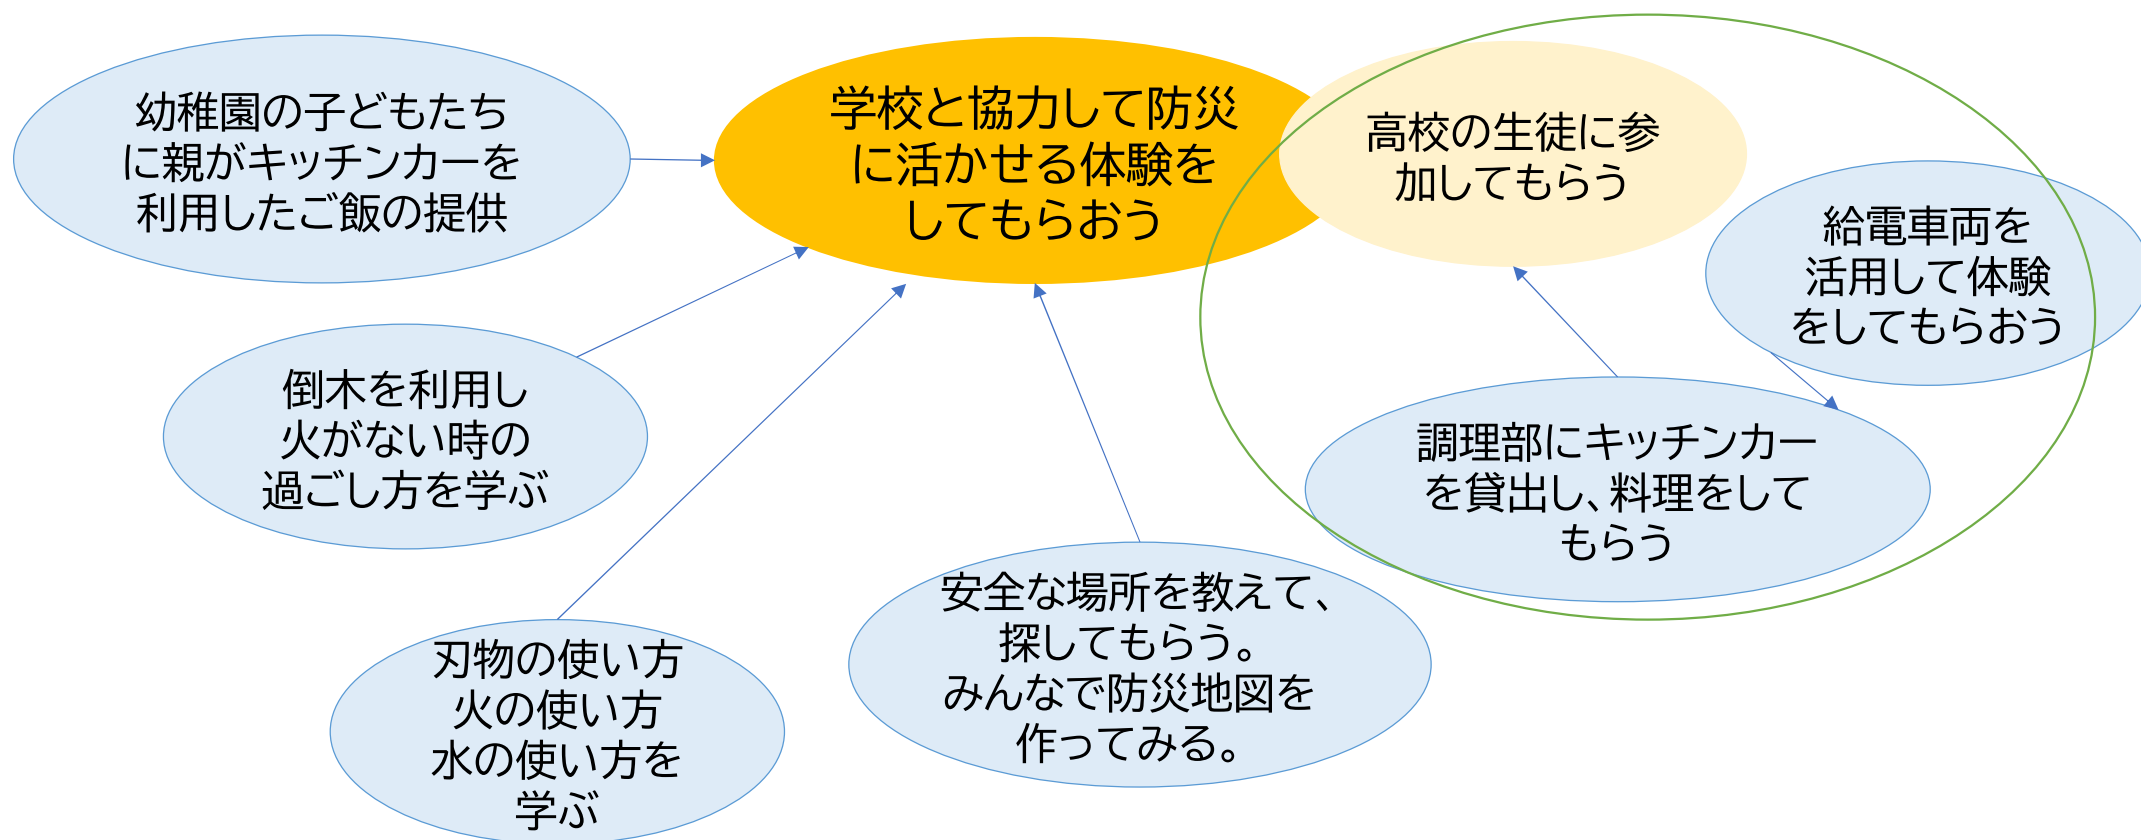 幼稚園の子どもたち
に親がキッチンカーを
利用したご飯の提供
学校と協力して防災
に活かせる体験を
してもらおう
高校の生徒に参
加してもらう
給電車両を
活用して体験
をしてもらおう
倒木を利用し
火がない時の
過ごし方を学ぶ
調理部にキッチンカー
を貸出し、料理をして
もらう
刃物の使い方
火の使い方
水の使い方を
学ぶ
安全な場所を教えて、
探してもらう。
みんなで防災地図を
作ってみる。